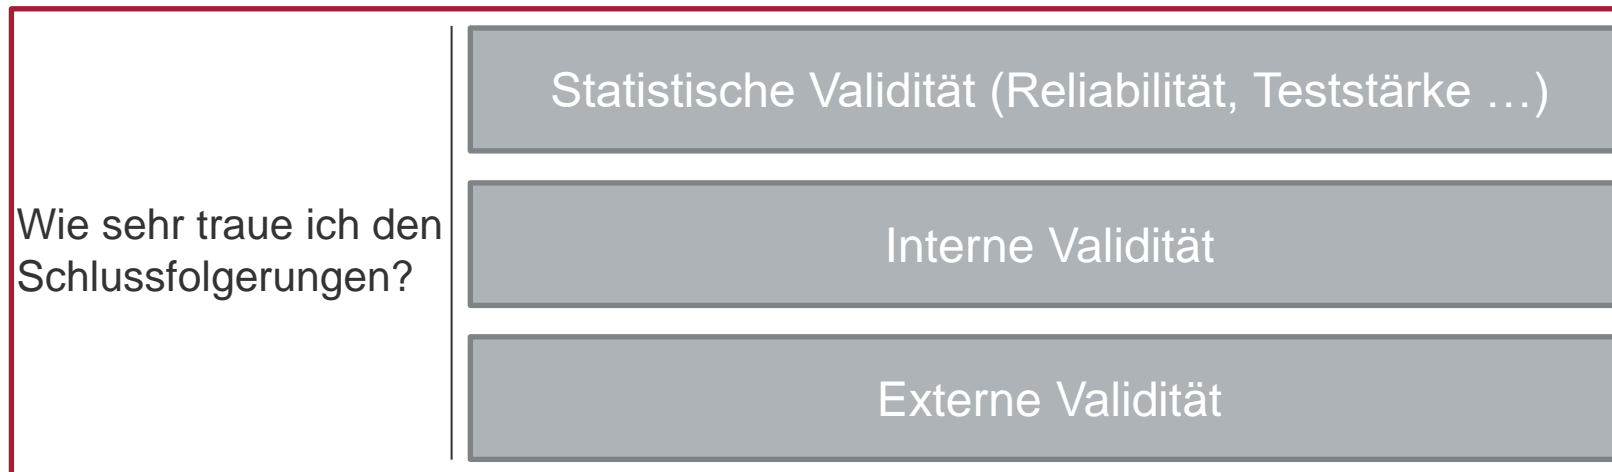 Wie sehr traue ich den
Schlussfolgerungen?
Statistische Validität (Reliabilität, Teststärke …)
Interne Validität
Externe Validität